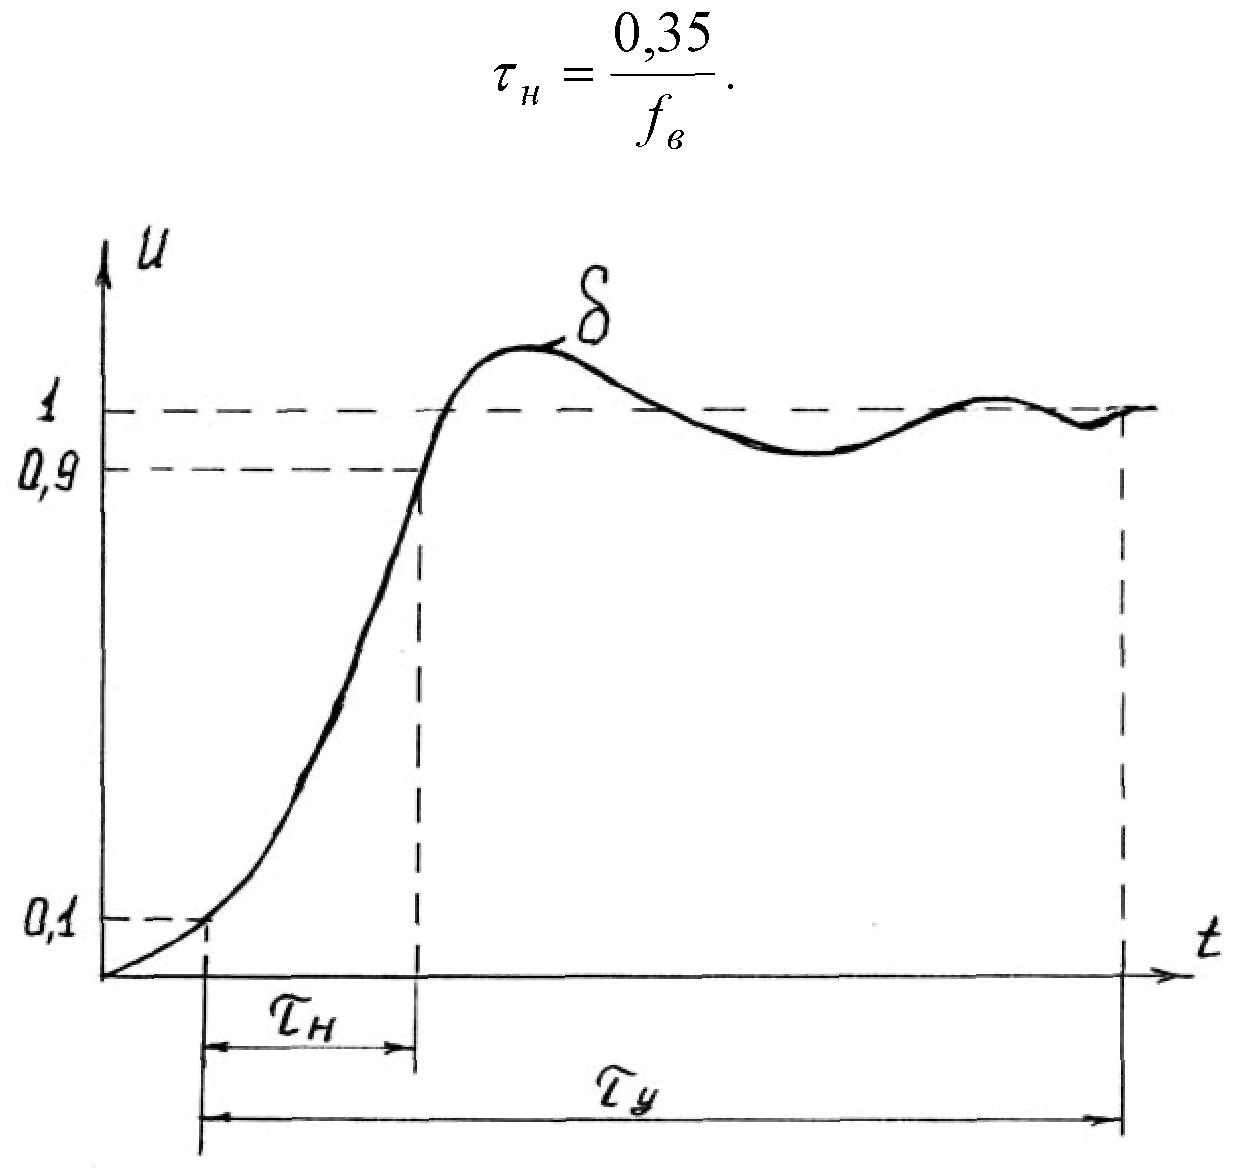 τн = 0,35/fв.
u
δ
1
0,9
0,1
t
τн
τу